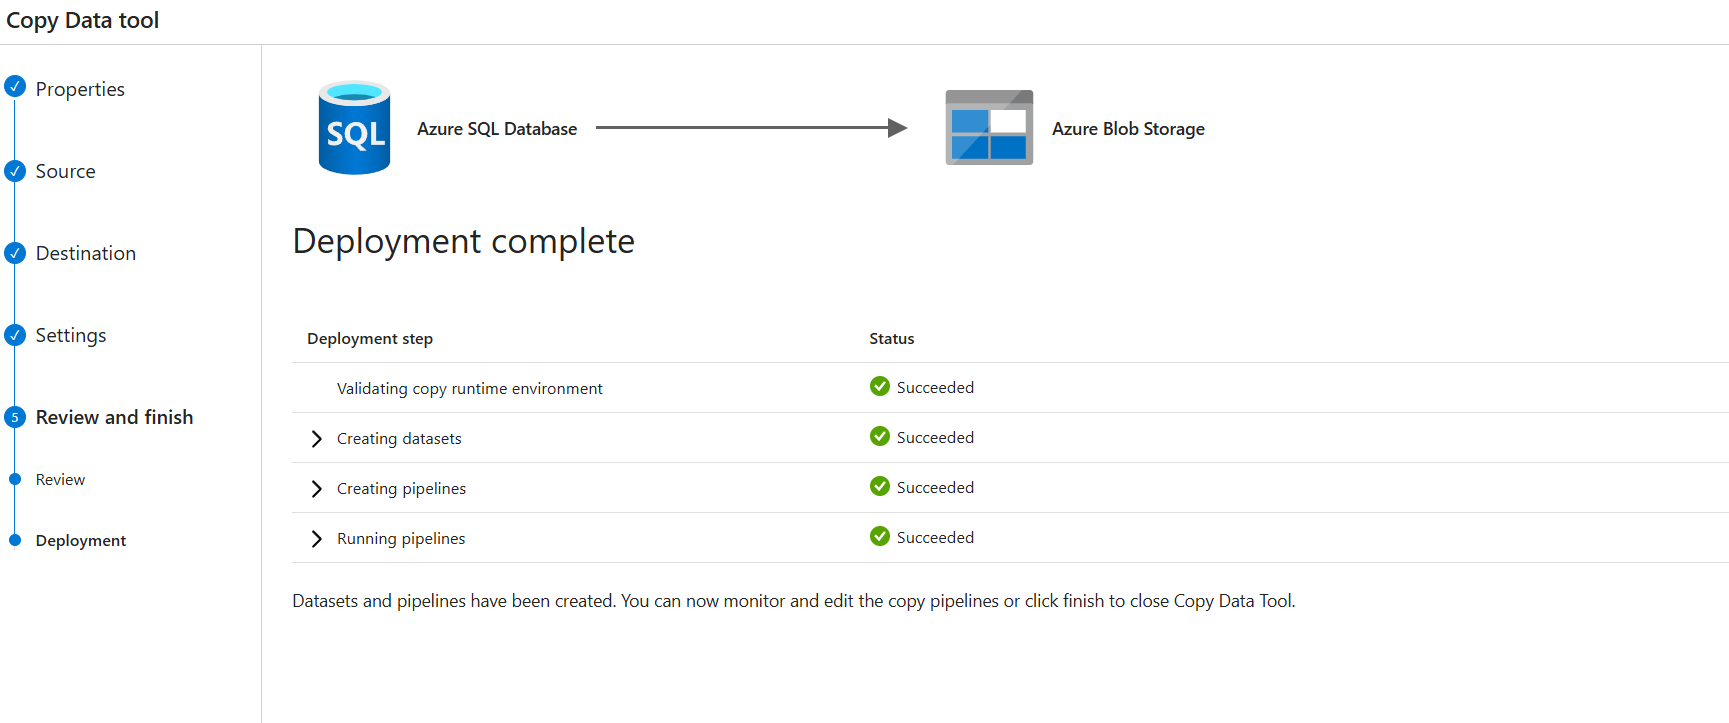 Copy Data tool
Properties
Source
Destination
Settings
5 Review and finish
Review
Deployment
SQL Azure SQL Database Azure Blob Storage
Deployment complete
Deployment step Status
Validating copy runtime environment Succeeded
Creating datasets Succeeded
Creating pipelines Succeeded
Running pipelines Succeeded
Datasets and pipelines have been created. You can now monitor and edit the copy pipelines or click finish to close Copy Data Tool.